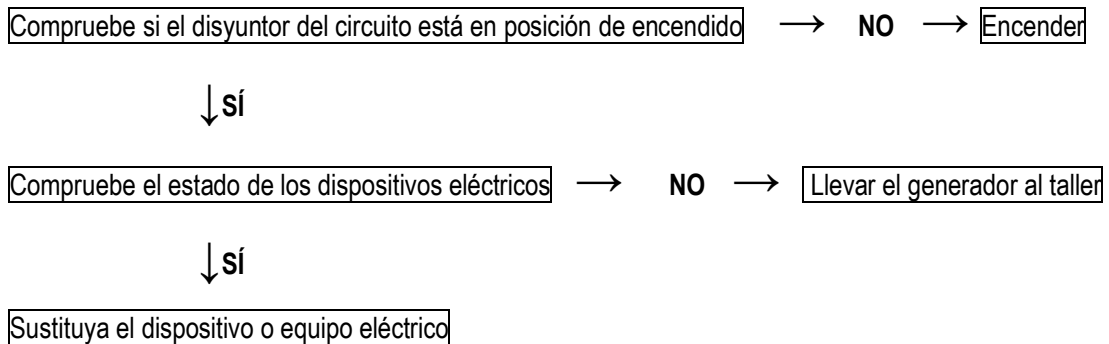 Compruebe si el disyuntor del circuito está en posición de encendido → NO → Encender
↓ SÍ
Compruebe el estado de los dispositivos eléctricos → NO → Llevar el generador al taller
↓ SÍ
Sustituya el dispositivo o equipo eléctrico